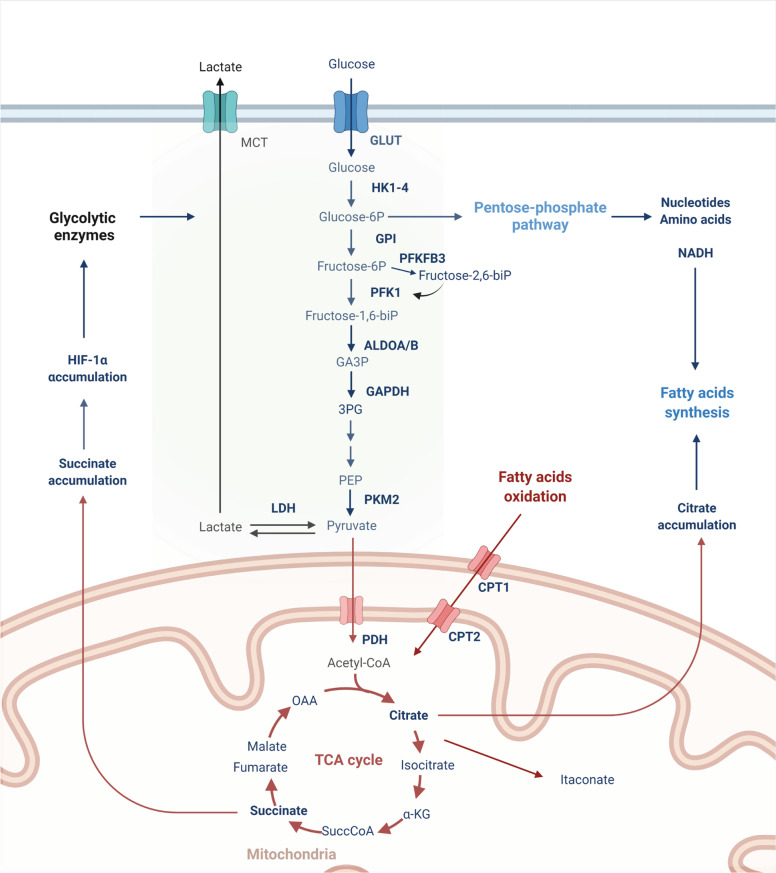 Lactate
Glucose
MCT
GLUT
Glucose
HK1-4
Glycolytic
enzymes
Glucose-6P
Pentose-phosphate
pathway
Nucleotides
Amino acids
GPI
PFKFB3
NADH
Fructose-6P
Fructose-2,6-biP
PFK1
Fructose-1,6-biP
ALDOA/B
GA3P
HIF-1α
αccumulation
GAPDH
Fatty acids
synthesis
3PG
Succinate
accumulation
PEP
Fatty acids
oxidation
PKM2
LDH
Citrate
accumulation
Lactate
Pyruvate
CPT1
PDH
CPT2
Acetyl-CoA
OAA
Citrate
Malate
Fumarate
TCA cycle
Isocitrate
Itaconate
Succinate
α-KG
SuccCoA
Mitochondria